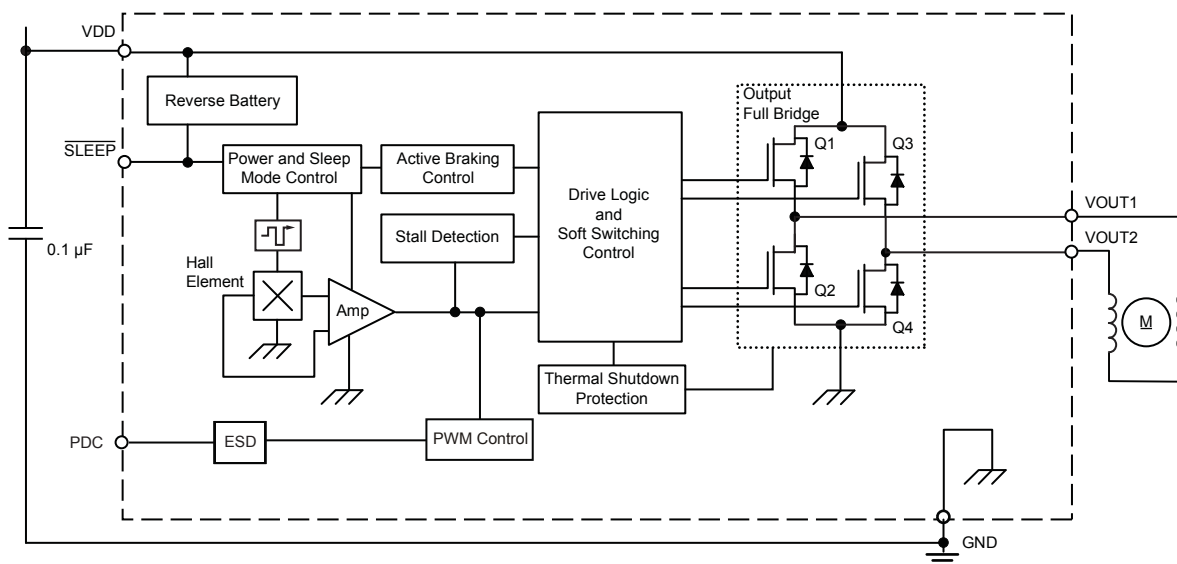 VDD
Output
Full Bridge
Reverse Battery
Q1
Q3
SLEEP
Power and Sleep
Mode Control
Active Braking
Control
Drive Logic
and
Soft Switching
Control
VOUT1
Stall Detection
VOUT2
0.1 µF
Hall
Element
Amp
Q2
Q4
M
Thermal Shutdown
Protection
PDC
ESD
PWM Control
GND